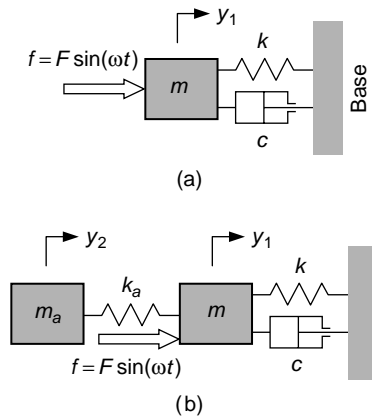 y₁
f = F sin(ωt)
k
m
Base
c
(a)
y₂
y₁
k
kₐ
mₐ
m
f = F sin(ωt)
c
(b)